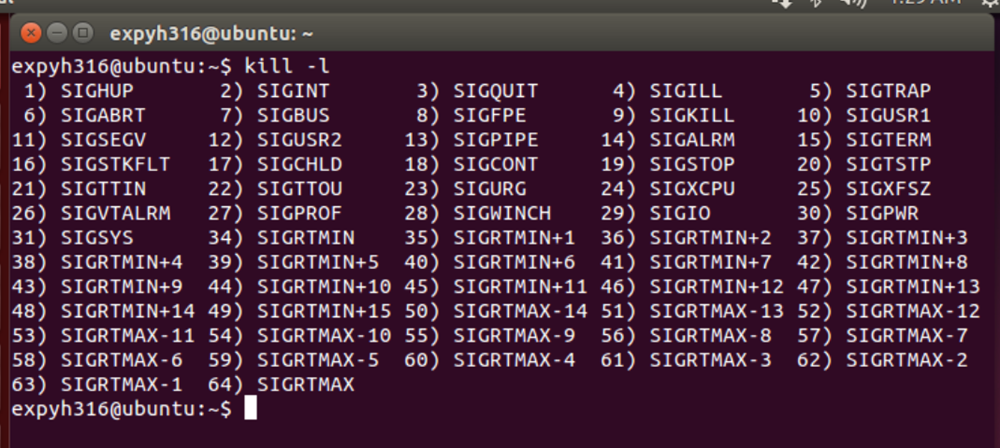 expyh316@ubuntu: ~
expyh316@ubuntu:~$ kill -l
 1) SIGHUP       2) SIGINT       3) SIGQUIT      4) SIGILL       5) SIGTRAP
 6) SIGABRT      7) SIGBUS       8) SIGFPE       9) SIGKILL     10) SIGUSR1
11) SIGSEGV     12) SIGUSR2     13) SIGPIPE     14) SIGALRM     15) SIGTERM
16) SIGSTKFLT   17) SIGCHLD     18) SIGCONT     19) SIGSTOP     20) SIGTSTP
21) SIGTTIN     22) SIGTTOU     23) SIGURG      24) SIGXCPU     25) SIGXFSZ
26) SIGVTALRM   27) SIGPROF     28) SIGWINCH    29) SIGIO       30) SIGPWR
31) SIGSYS      34) SIGRTMIN    35) SIGRTMIN+1  36) SIGRTMIN+2  37) SIGRTMIN+3
38) SIGRTMIN+4  39) SIGRTMIN+5  40) SIGRTMIN+6  41) SIGRTMIN+7  42) SIGRTMIN+8
43) SIGRTMIN+9  44) SIGRTMIN+10 45) SIGRTMIN+11 46) SIGRTMIN+12 47) SIGRTMIN+13
48) SIGRTMIN+14 49) SIGRTMIN+15 50) SIGRTMAX-14 51) SIGRTMAX-13 52) SIGRTMAX-12
53) SIGRTMAX-11 54) SIGRTMAX-10 55) SIGRTMAX-9  56) SIGRTMAX-8  57) SIGRTMAX-7
58) SIGRTMAX-6  59) SIGRTMAX-5  60) SIGRTMAX-4  61) SIGRTMAX-3  62) SIGRTMAX-2
63) SIGRTMAX-1  64) SIGRTMAX
expyh316@ubuntu:~$